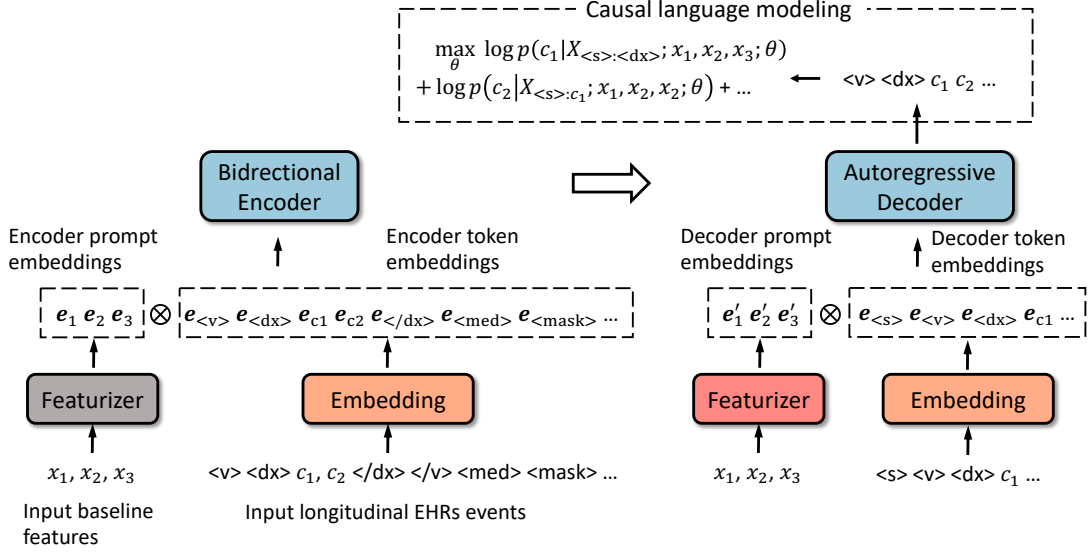 Causal language modeling
max log p(c₁|X<s>:<dx>; x₁, x₂, x₃; θ)
θ
+ log p(c₂|X<s>:c₁; x₁, x₂, x₂; θ) + ...
<v> <dx> c₁ c₂ ...
Bidrectional
Encoder
Autoregressive
Decoder
Encoder prompt
embeddings
Encoder token
embeddings
Decoder prompt
embeddings
Decoder token
embeddings
e₁ e₂ e₃ ⊗ e<v> e<dx> ec1 ec2 e</dx> e<med> e<mask> ...
e′₁ e′₂ e′₃ ⊗ e<s> e<v> e<dx> ec1 ...
Featurizer
Embedding
Featurizer
Embedding
x₁, x₂, x₃
<v> <dx> c₁, c₂ </dx> </v> <med> <mask> ...
x₁, x₂, x₃
<s> <v> <dx> c₁ ...
Input baseline
features
Input longitudinal EHRs events